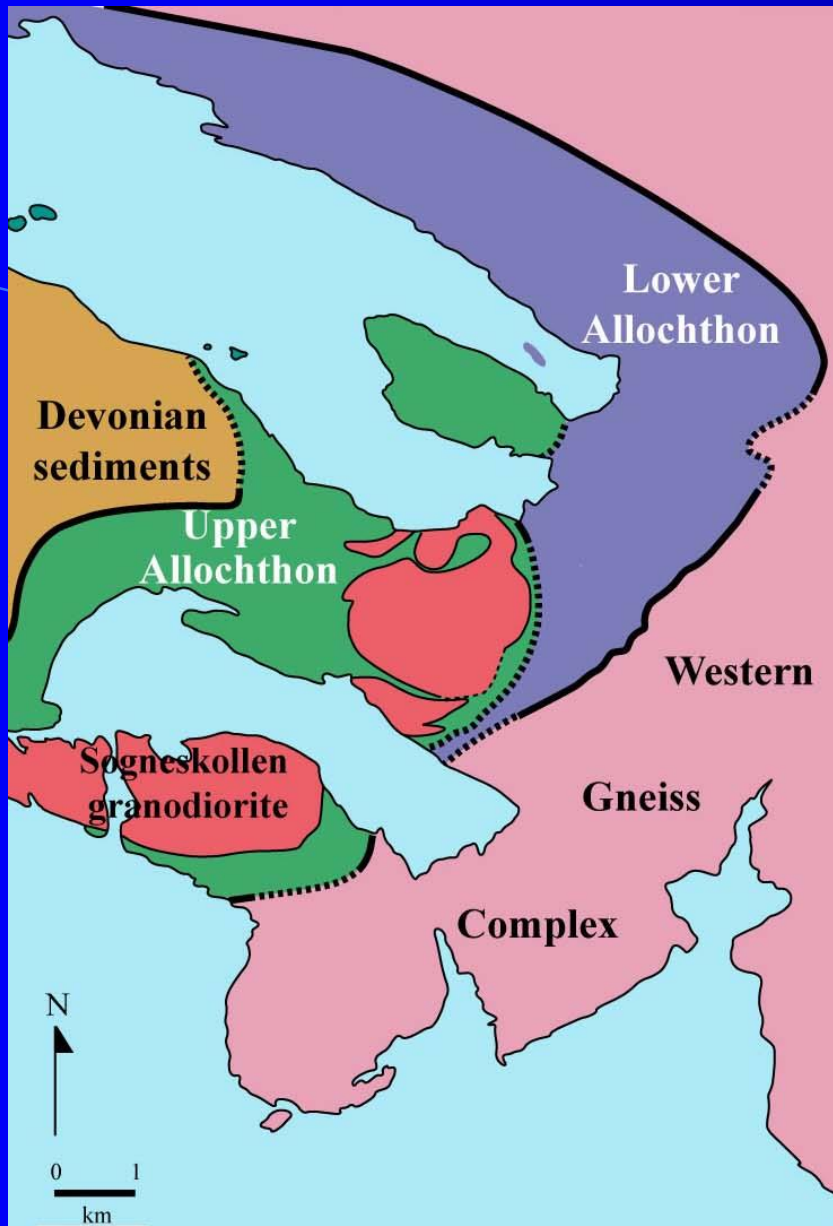 Lower
Allochthon
Devonian
sediments
Upper
Allochthon
Western
Sogneskollen
granodiorite
Gneiss
Complex
N
0 1
km